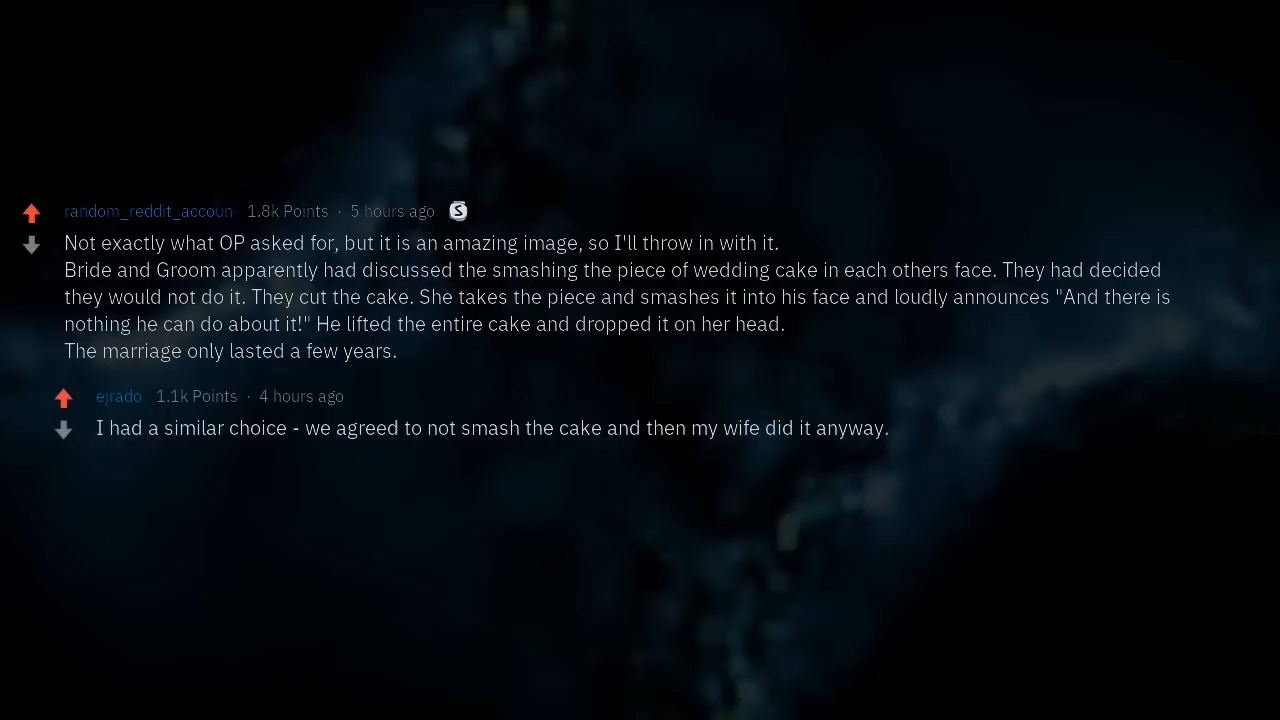 random_reddit_accoun 1.8k Points · 5 hours ago S
Not exactly what OP asked for, but it is an amazing image, so I'll throw in with it.
Bride and Groom apparently had discussed the smashing the piece of wedding cake in each others face. They had decided
they would not do it. They cut the cake. She takes the piece and smashes it into his face and loudly announces "And there is
nothing he can do about it!" He lifted the entire cake and dropped it on her head.
The marriage only lasted a few years.
ejrado 1.1k Points · 4 hours ago
I had a similar choice - we agreed to not smash the cake and then my wife did it anyway.